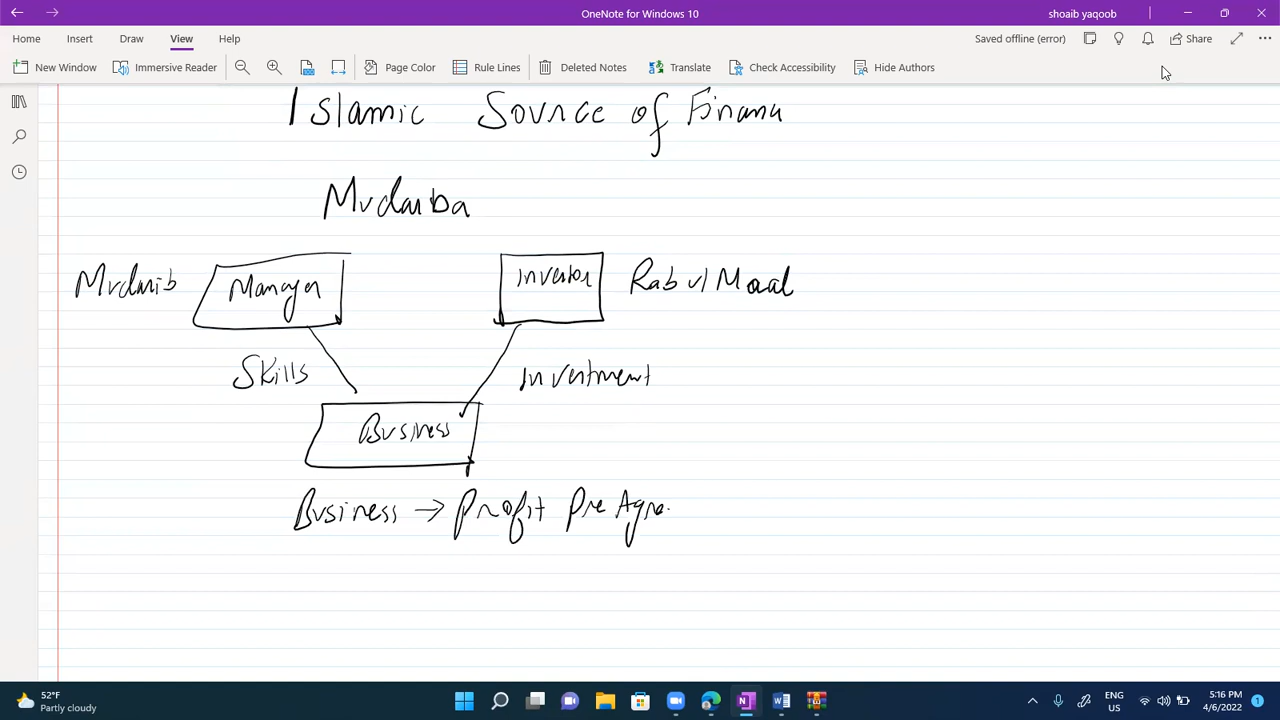 OneNote for Windows 10
shoaib yaqoob
Home Insert Draw View Help
Saved offline (error)
Share
New Window
Immersive Reader
Page Color
Rule Lines
Deleted Notes
Translate
Check Accessibility
Hide Authors
Islamic Source of Finance
Mudarba
Mudarib
Manager
Investor
Rab ul Maal
Skills
Investment
Business
Business → Profit Pre Agre
52°F
Partly cloudy
ENG
US
5:16 PM
4/6/2022